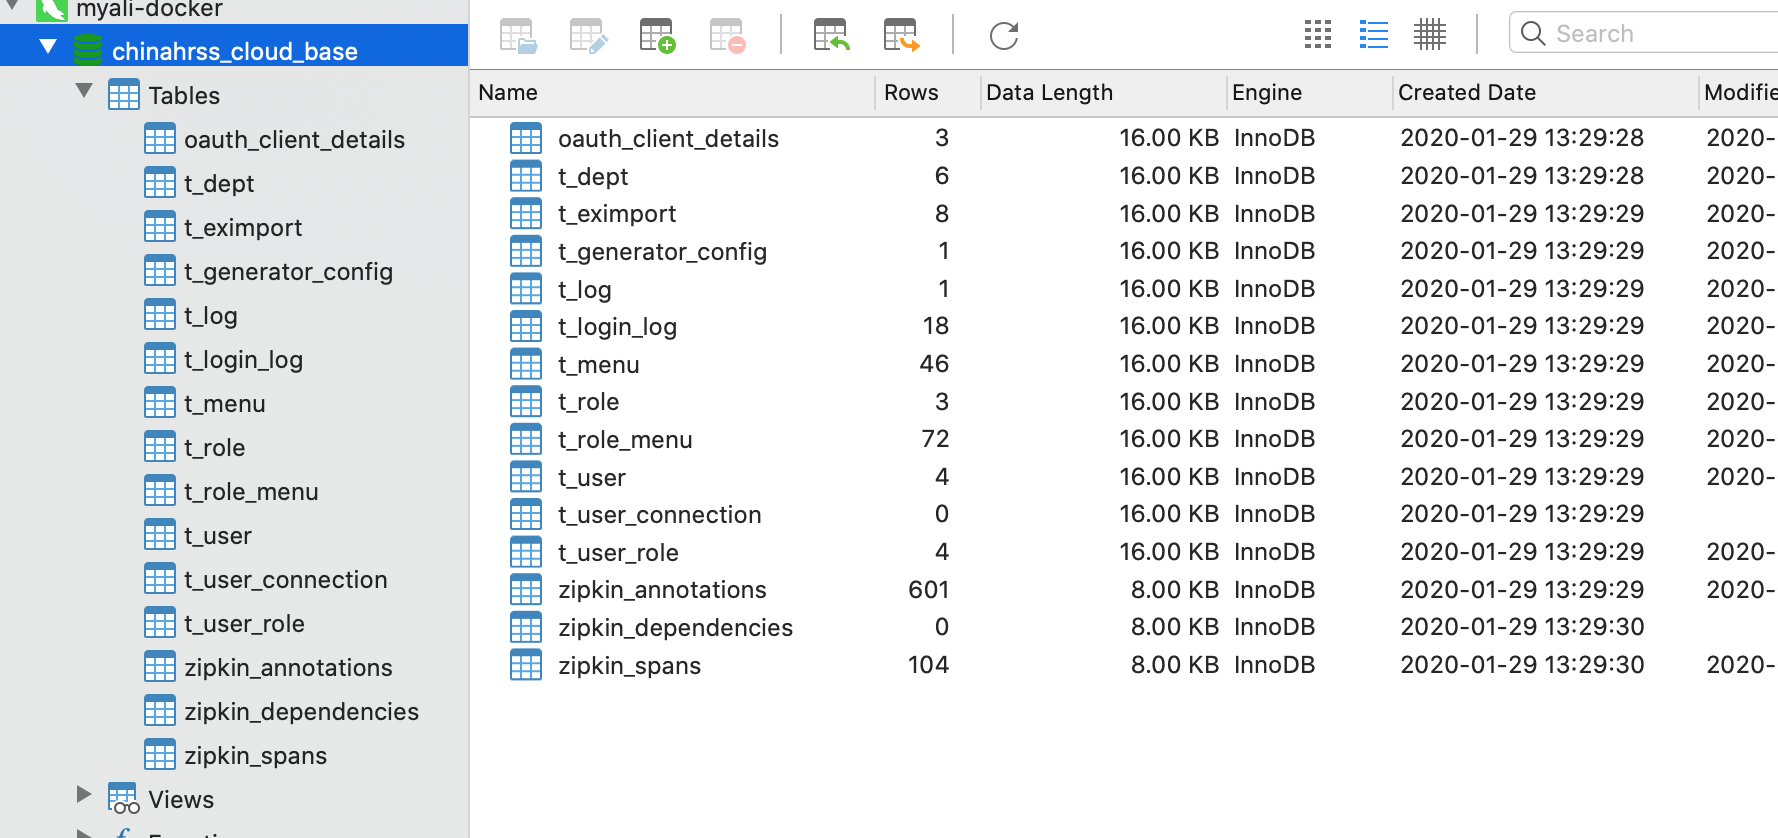 myali-docker
chinahrss_cloud_base
Tables
oauth_client_details
t_dept
t_eximport
t_generator_config
t_log
t_login_log
t_menu
t_role
t_role_menu
t_user
t_user_connection
t_user_role
zipkin_annotations
zipkin_dependencies
zipkin_spans
Views
Search
Name Rows Data Length Engine Created Date Modifie
oauth_client_details 3 16.00 KB InnoDB 2020-01-29 13:29:28 2020-
t_dept 6 16.00 KB InnoDB 2020-01-29 13:29:28 2020-
t_eximport 8 16.00 KB InnoDB 2020-01-29 13:29:29 2020-
t_generator_config 1 16.00 KB InnoDB 2020-01-29 13:29:29 2020-
t_log 1 16.00 KB InnoDB 2020-01-29 13:29:29 2020-
t_login_log 18 16.00 KB InnoDB 2020-01-29 13:29:29 2020-
t_menu 46 16.00 KB InnoDB 2020-01-29 13:29:29 2020-
t_role 3 16.00 KB InnoDB 2020-01-29 13:29:29 2020-
t_role_menu 72 16.00 KB InnoDB 2020-01-29 13:29:29 2020-
t_user 4 16.00 KB InnoDB 2020-01-29 13:29:29 2020-
t_user_connection 0 16.00 KB InnoDB 2020-01-29 13:29:29
t_user_role 4 16.00 KB InnoDB 2020-01-29 13:29:29 2020-
zipkin_annotations 601 8.00 KB InnoDB 2020-01-29 13:29:29 2020-
zipkin_dependencies 0 8.00 KB InnoDB 2020-01-29 13:29:30
zipkin_spans 104 8.00 KB InnoDB 2020-01-29 13:29:30 2020-